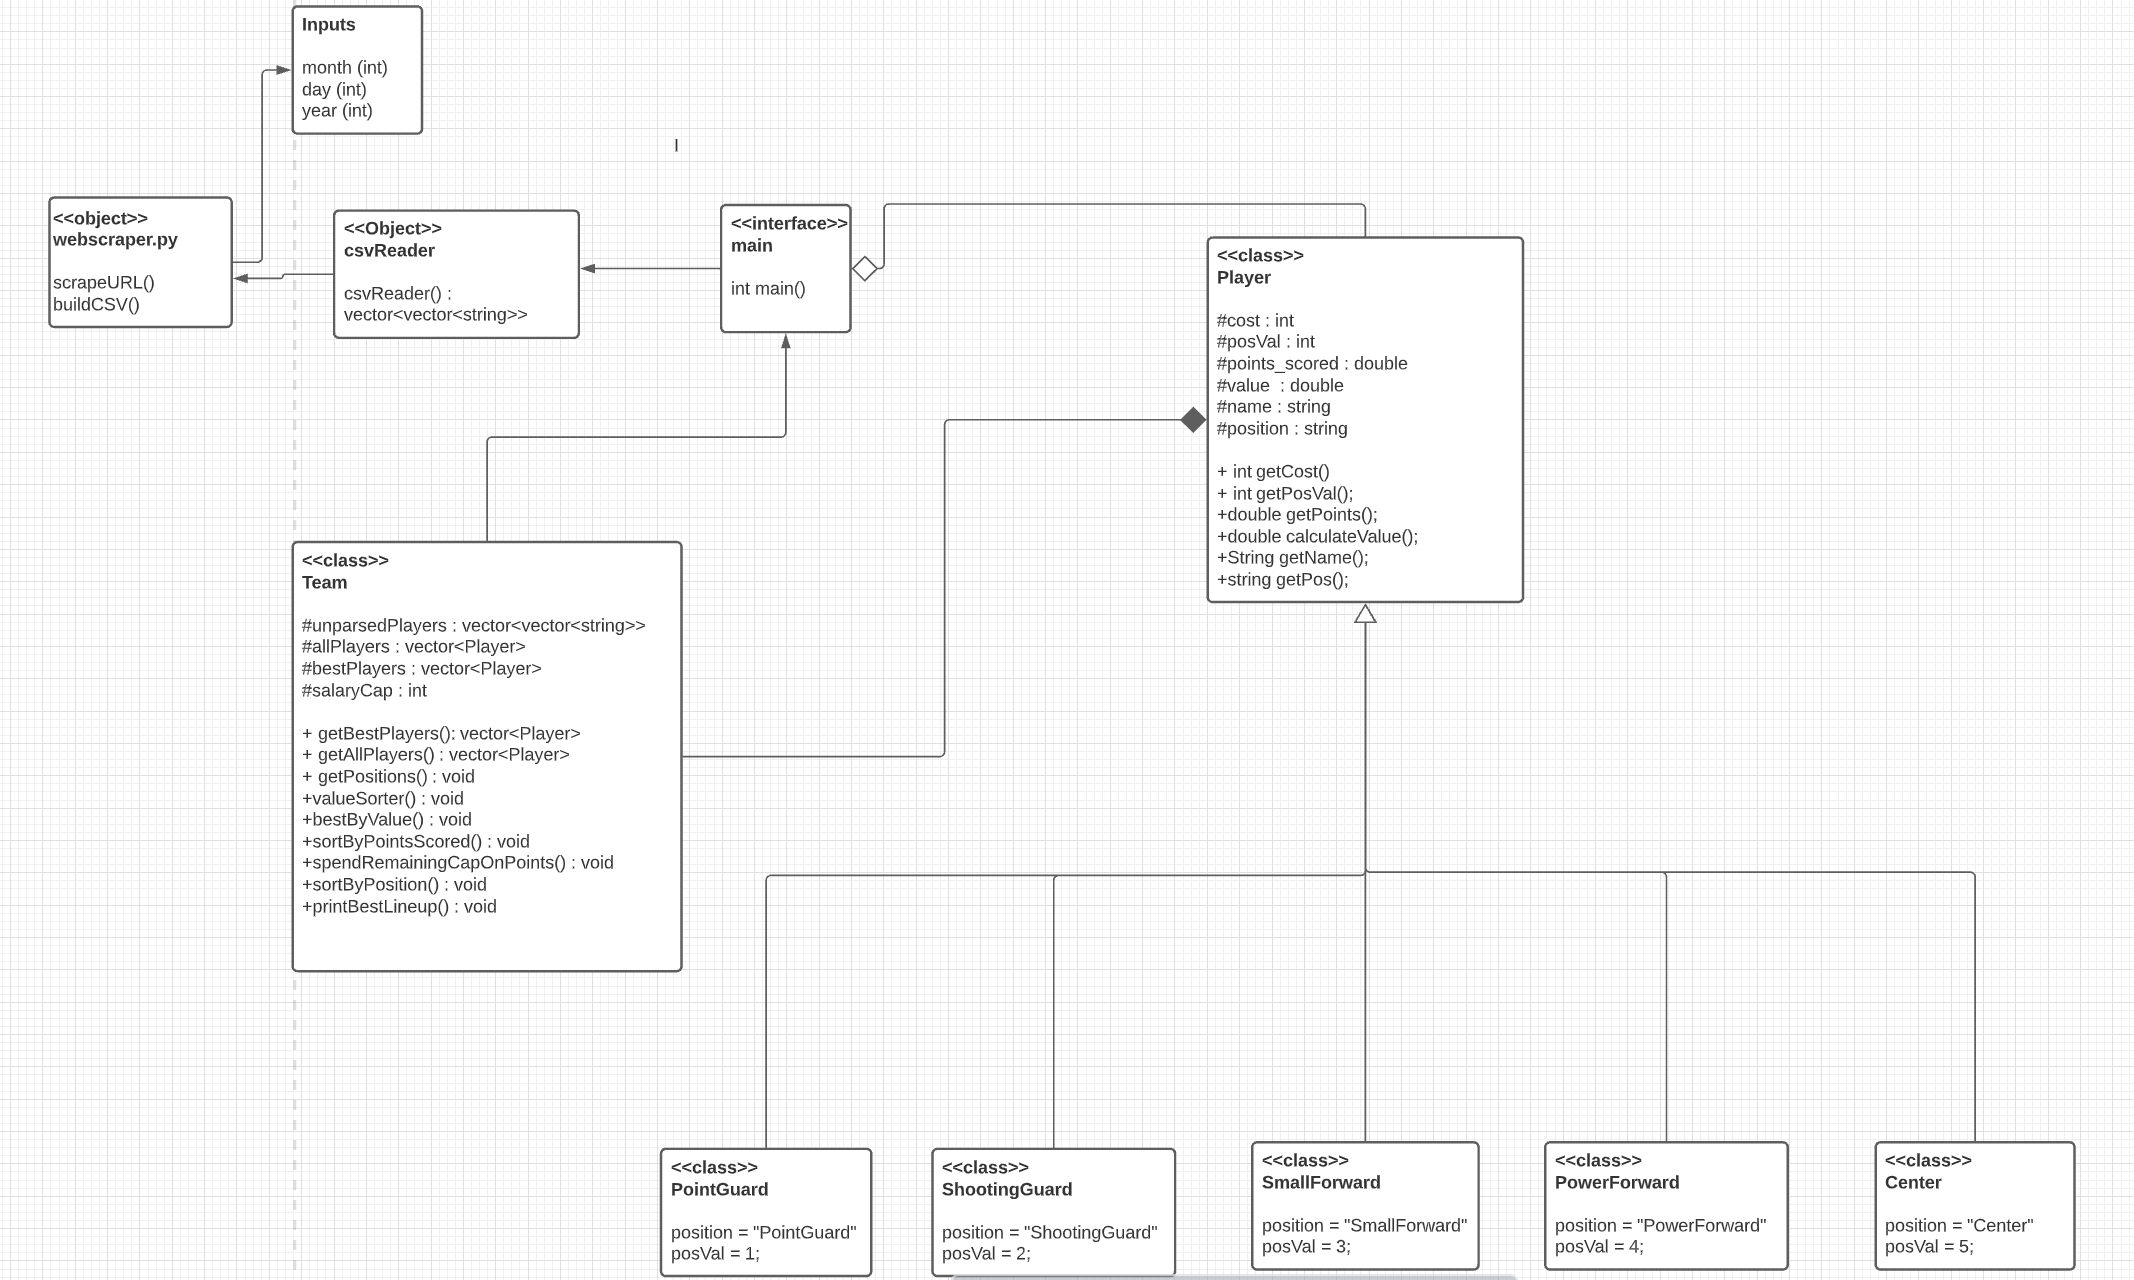 Inputs
month (int)
day (int)
year (int)
<<object>>
webscraper.py
scrapeURL()
buildCSV()
<<Object>>
csvReader
csvReader() :
vector<vector<string>>
<<interface>>
main
int main()
<<class>>
Player
#cost : int
#posVal : int
#points_scored : double
#value  : double
#name : string
#position : string
+ int getCost()
+ int getPosVal();
+double getPoints();
+double calculateValue();
+String getName();
+string getPos();
<<class>>
Team
#unparsedPlayers : vector<vector<string>>
#allPlayers : vector<Player>
#bestPlayers : vector<Player>
#salaryCap : int
+ getBestPlayers(): vector<Player>
+ getAllPlayers() : vector<Player>
+ getPositions() : void
+valueSorter() : void
+bestByValue() : void
+sortByPointsScored() : void
+spendRemainingCapOnPoints() : void
+sortByPosition() : void
+printBestLineup() : void
<<class>>
PointGuard
position = "PointGuard"
posVal = 1;
<<class>>
ShootingGuard
position = "ShootingGuard"
posVal = 2;
<<class>>
SmallForward
position = "SmallForward"
posVal = 3;
<<class>>
PowerForward
position = "PowerForward"
posVal = 4;
<<class>>
Center
position = "Center"
posVal = 5;